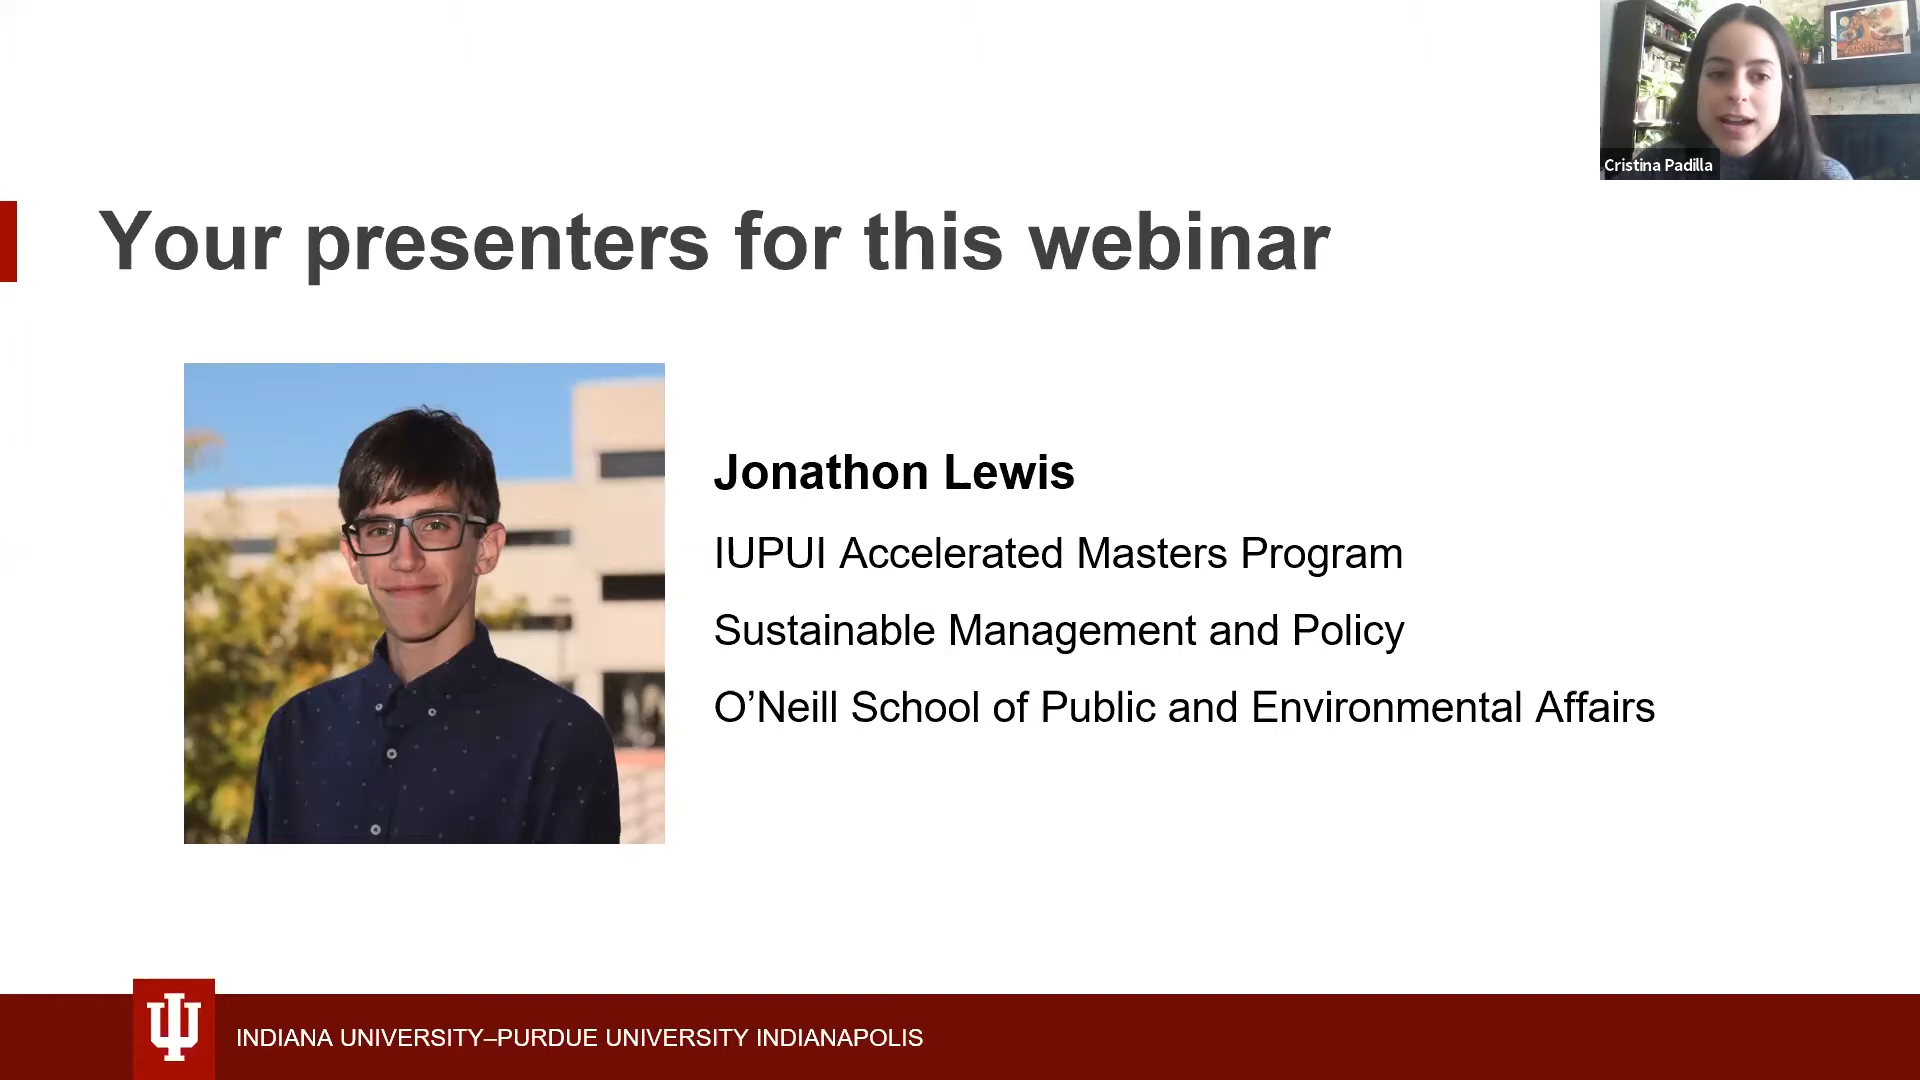 Cristina Padilla
Your presenters for this webinar
Jonathon Lewis
IUPUI Accelerated Masters Program
Sustainable Management and Policy
O’Neill School of Public and Environmental Affairs
INDIANA UNIVERSITY–PURDUE UNIVERSITY INDIANAPOLIS